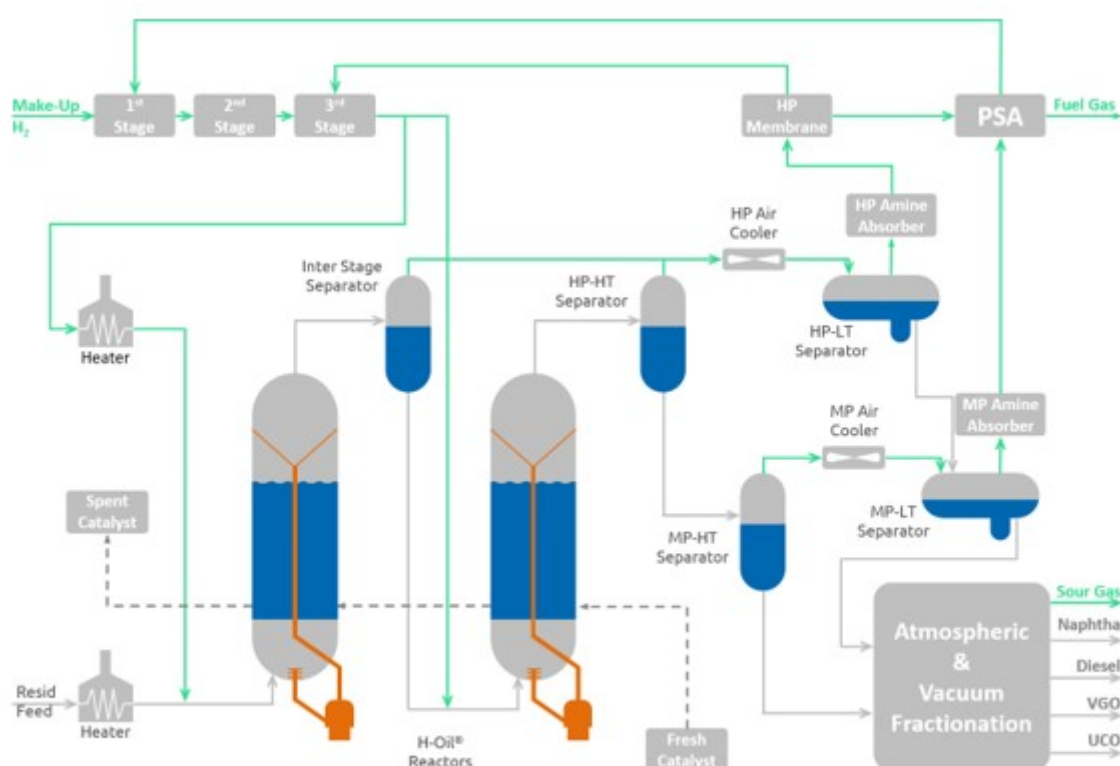 Make-Up
H2
1st
Stage
2nd
Stage
3rd
Stage
HP
Membrane
PSA
Fuel Gas
HP Amine
Absorber
HP Air
Cooler
Inter Stage
Separator
HP-HT
Separator
HP-LT
Separator
Heater
MP Amine
Absorber
MP Air
Cooler
Spent
Catalyst
MP-HT
Separator
MP-LT
Separator
Sour Gas
Naphtha
Diesel
VGO
UCO
Atmospheric
&
Vacuum
Fractionation
Resid
Feed
Heater
H-Oil®
Reactors
Fresh
Catalyst